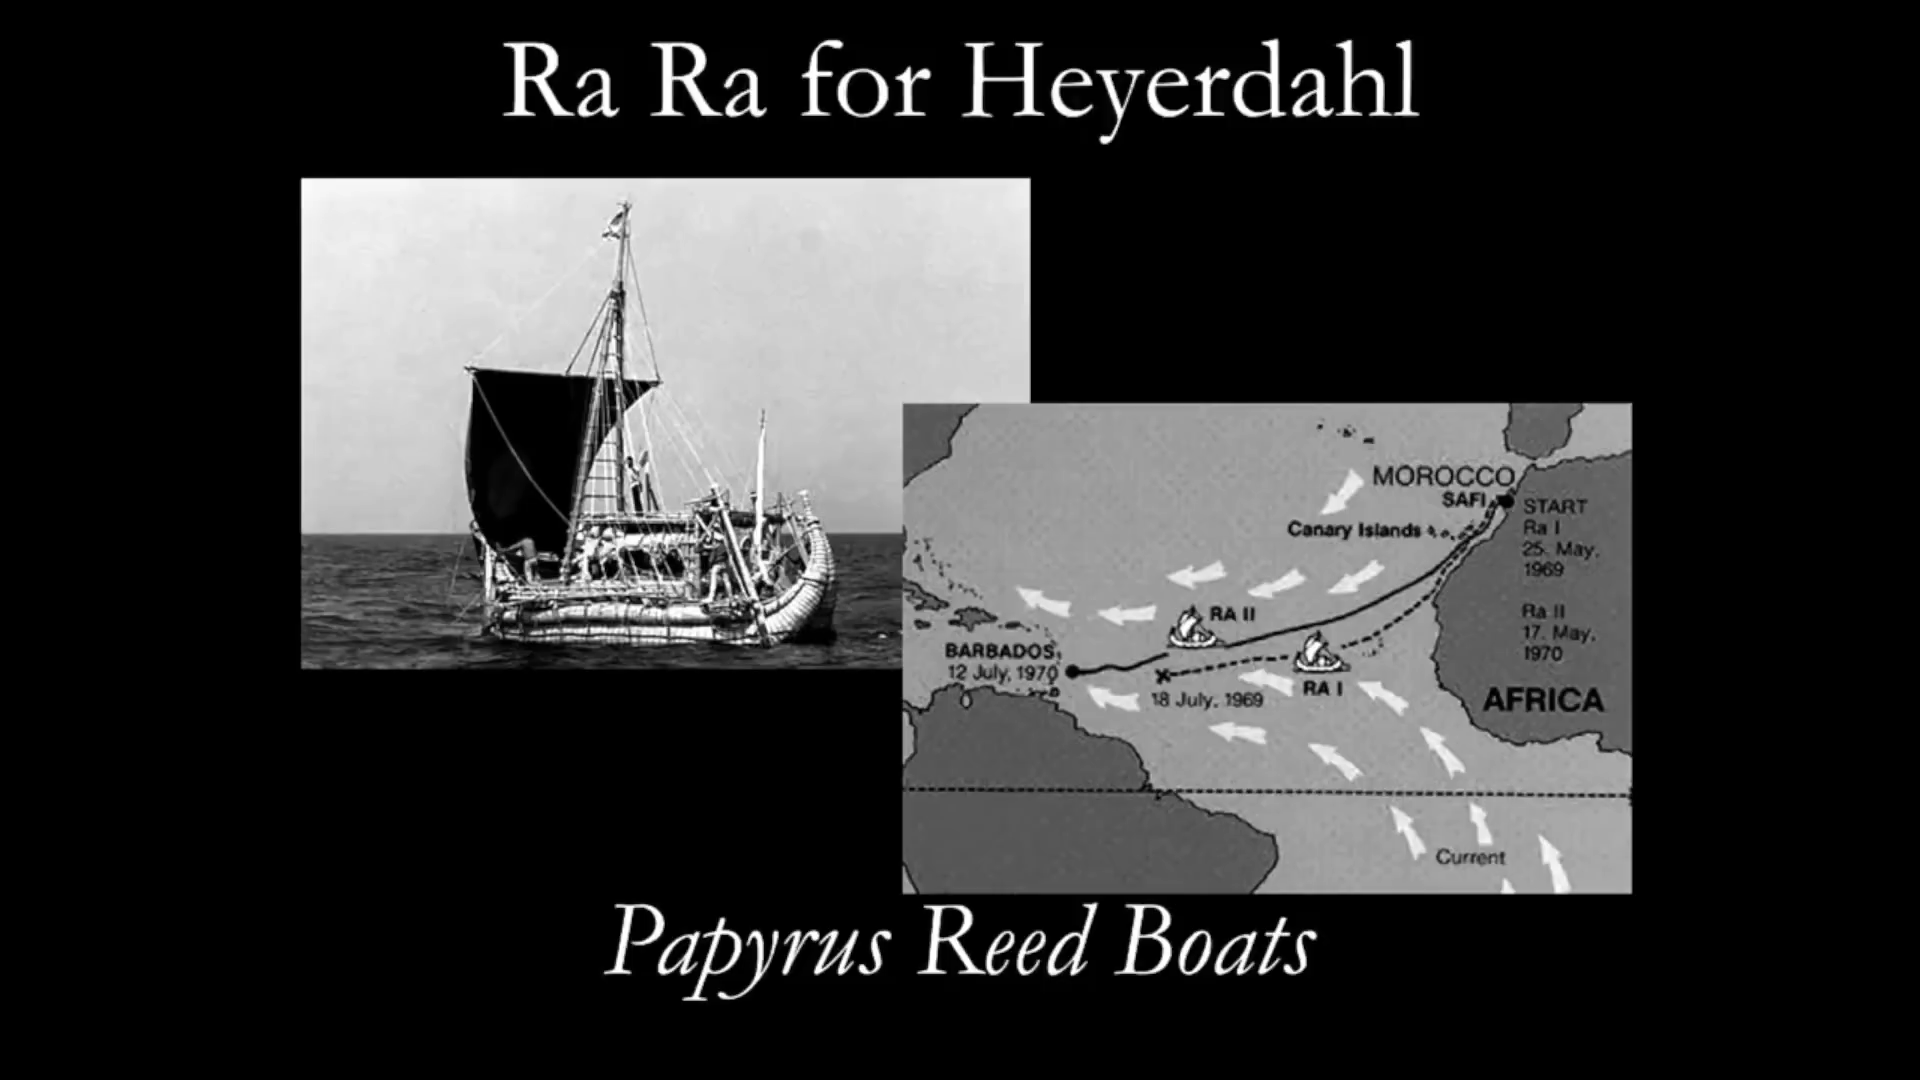 Ra Ra for Heyerdahl
MOROCCO
SAFI
START
Ra I
25. May,
1969
Canary Islands
Ra II
17. May,
1970
RA II
BARBADOS
12 July, 1970
RA I
18 July, 1969
AFRICA
Current
Papyrus Reed Boats